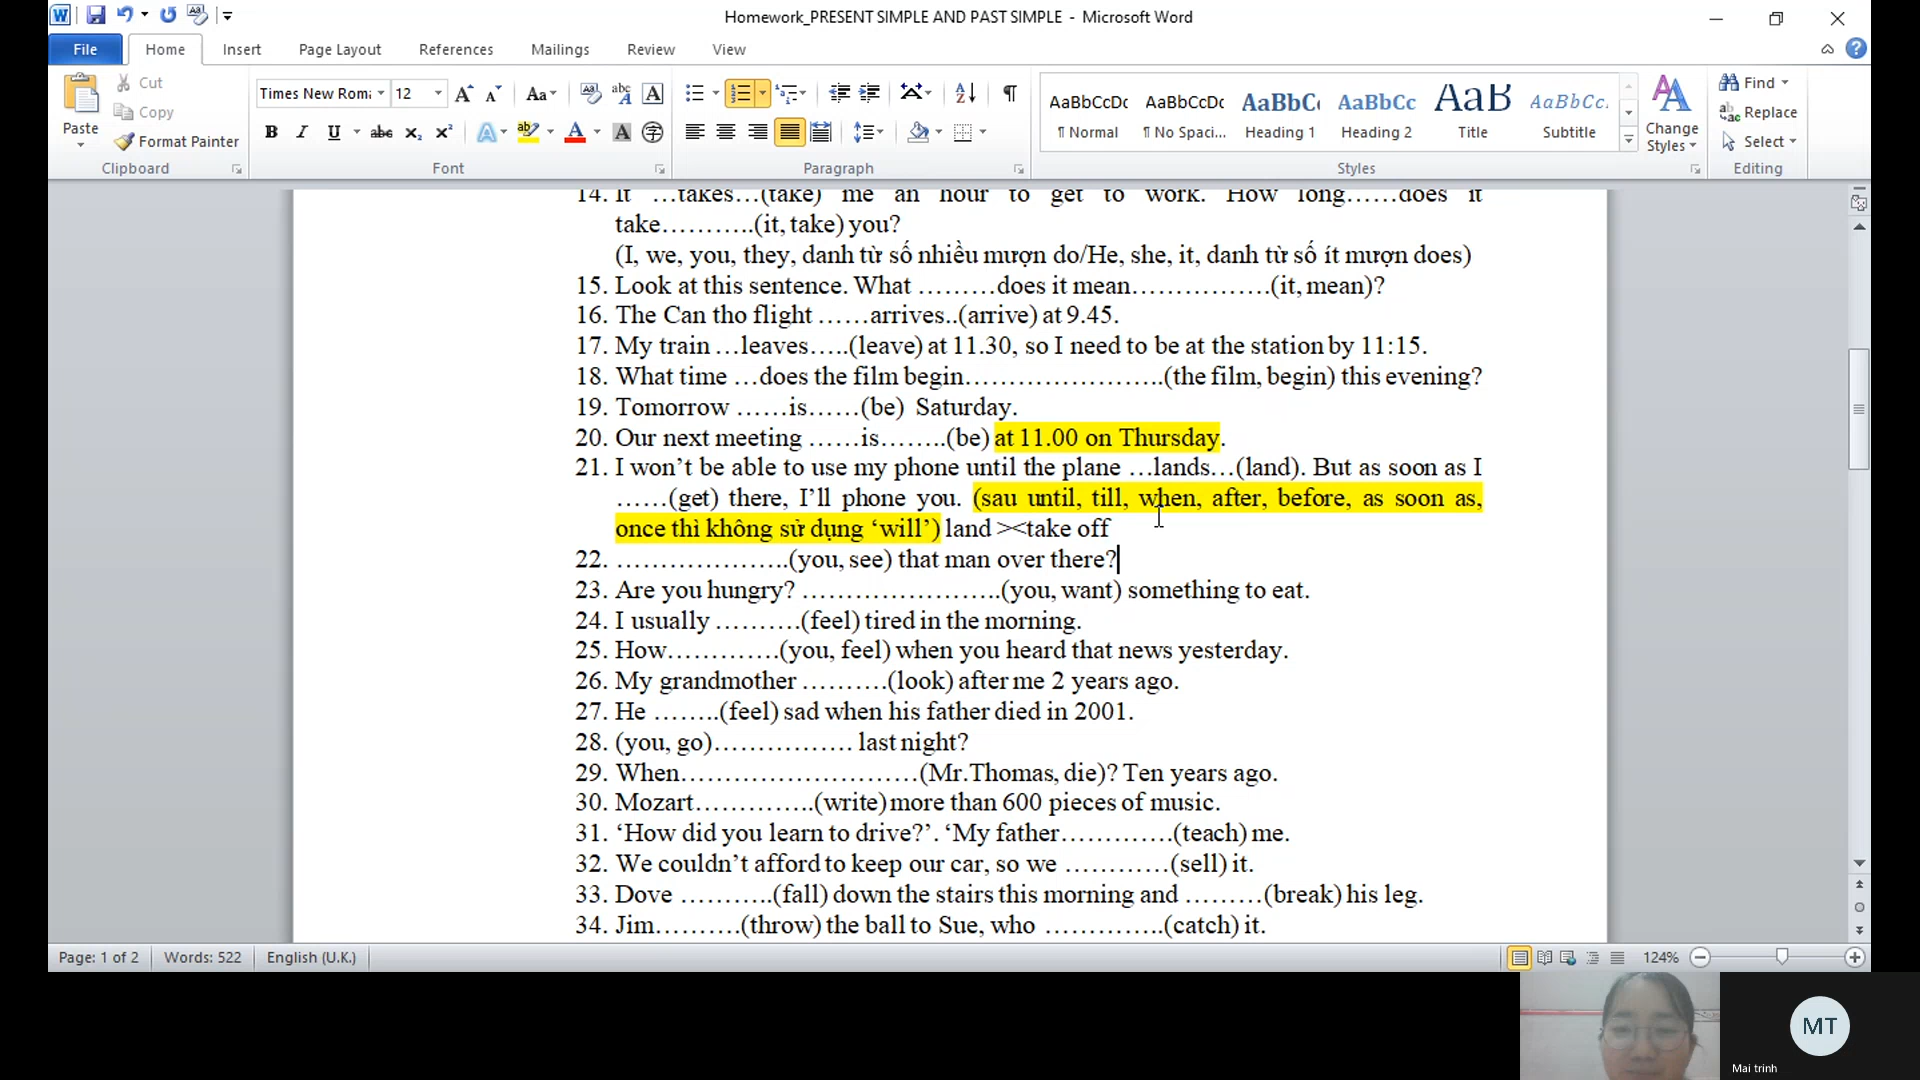 Homework_PRESENT SIMPLE AND PAST SIMPLE - Microsoft Word
File Home Insert Page Layout References Mailings Review View
Paste Cut Copy Format Painter
Times New Roma 12
AaBbCcDc AaBbCcDc AaBbC AaBbCc AaB AaBbCc.
¶ Normal ¶ No Spaci... Heading 1 Heading 2 Title Subtitle
Change Styles
Find Replace Select
Clipboard Font Paragraph Styles Editing
14. It …takes…(take) me an hour to get to work. How long……does it
take………..(it, take) you?
(I, we, you, they, danh từ số nhiều mượn do/He, she, it, danh từ số ít mượn does)
15. Look at this sentence. What ………does it mean…………….(it, mean)?
16. The Can tho flight ……arrives..(arrive) at 9.45.
17. My train …leaves…..(leave) at 11.30, so I need to be at the station by 11:15.
18. What time …does the film begin…………………..(the film, begin) this evening?
19. Tomorrow ……is……(be) Saturday.
20. Our next meeting ……is……..(be) at 11.00 on Thursday.
21. I won’t be able to use my phone until the plane …lands…(land). But as soon as I
……(get) there, I’ll phone you. (sau until, till, when, after, before, as soon as,
once thì không sử dụng ‘will’) land ><take off
22. ………………..(you, see) that man over there?
23. Are you hungry? …………………..(you, want) something to eat.
24. I usually ……….(feel) tired in the morning.
25. How………….(you, feel) when you heard that news yesterday.
26. My grandmother ……….(look) after me 2 years ago.
27. He ……..(feel) sad when his father died in 2001.
28. (you, go)……………. last night?
29. When………………………(Mr.Thomas, die)? Ten years ago.
30. Mozart…………..(write) more than 600 pieces of music.
31. ‘How did you learn to drive?’. ‘My father………….(teach) me.
32. We couldn’t afford to keep our car, so we …………(sell) it.
33. Dove ………..(fall) down the stairs this morning and ………(break) his leg.
34. Jim……….(throw) the ball to Sue, who …………..(catch) it.
Page: 1 of 2 Words: 522 English (U.K.) 124%
MT
Mai trinh